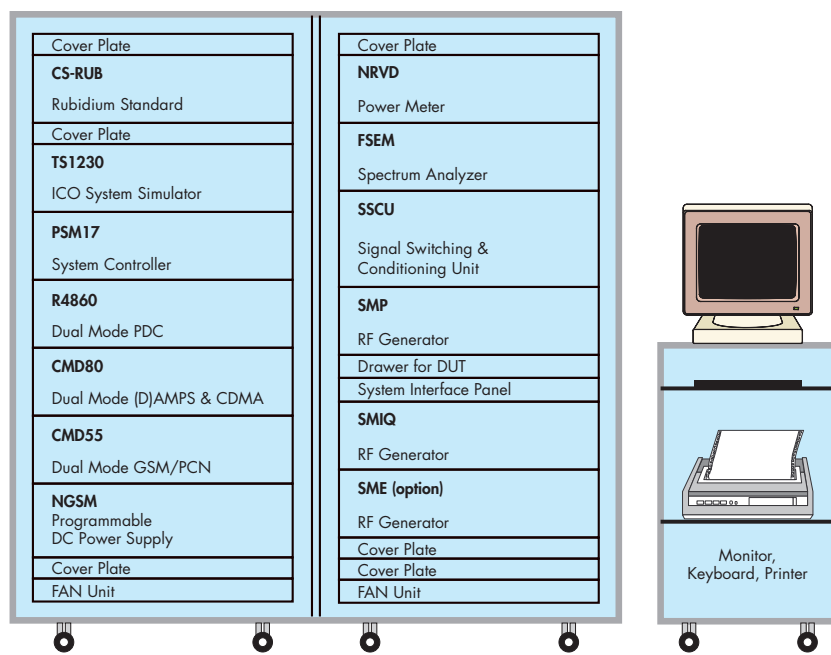 Cover Plate
CS-RUB
Rubidium Standard
Cover Plate
TS1230
ICO System Simulator
PSM17
System Controller
R4860
Dual Mode PDC
CMD80
Dual Mode (D)AMPS & CDMA
CMD55
Dual Mode GSM/PCN
NGSM
Programmable
DC Power Supply
Cover Plate
FAN Unit
Cover Plate
NRVD
Power Meter
FSEM
Spectrum Analyzer
SSCU
Signal Switching &
Conditioning Unit
SMP
RF Generator
Drawer for DUT
System Interface Panel
SMIQ
RF Generator
SME (option)
RF Generator
Cover Plate
Cover Plate
FAN Unit
Monitor,
Keyboard, Printer